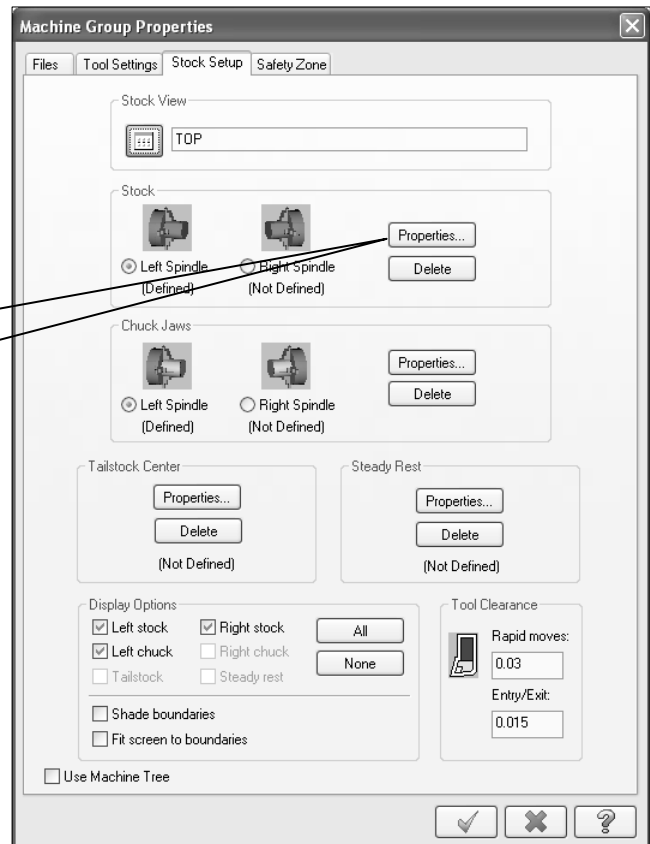 Machine Group Properties
Files
Tool Settings
Stock Setup
Safety Zone
Stock View
TOP
Stock
Left Spindle
(Defined)
Right Spindle
(Not Defined)
Properties...
Delete
Chuck Jaws
Left Spindle
(Defined)
Right Spindle
(Not Defined)
Properties...
Delete
Tailstock Center
Properties...
Delete
(Not Defined)
Steady Rest
Properties...
Delete
(Not Defined)
Display Options
Left stock
Right stock
All
Left chuck
Right chuck
None
Tailstock
Steady rest
Shade boundaries
Fit screen to boundaries
Tool Clearance
Rapid moves:
0.03
Entry/Exit:
0.015
Use Machine Tree
?